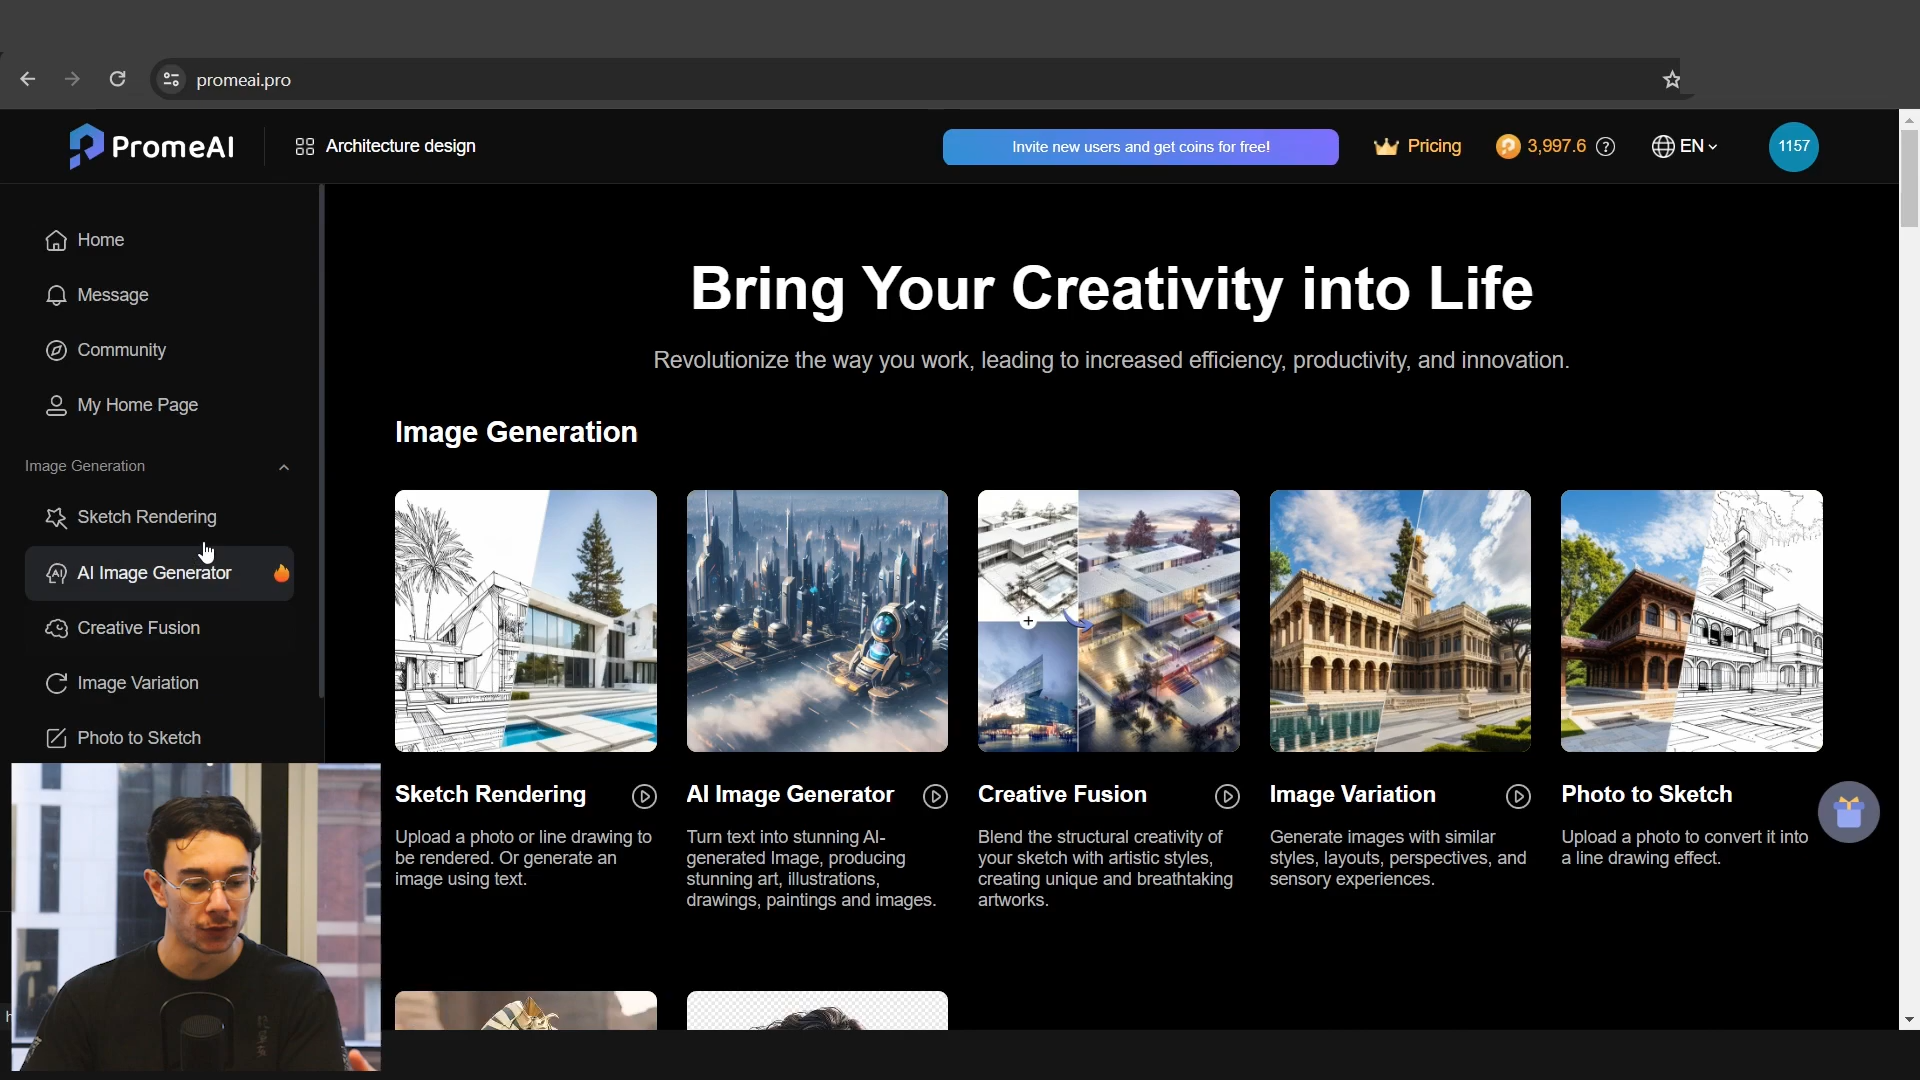 promeai.pro
PromeAI
Architecture design
Invite new users and get coins for free!
Pricing
3,997.6
EN
1157
Home
Message
Community
My Home Page
Image Generation
Sketch Rendering
AI Image Generator
Creative Fusion
Image Variation
Photo to Sketch
Bring Your Creativity into Life
Revolutionize the way you work, leading to increased efficiency, productivity, and innovation.
Image Generation
Sketch Rendering
Upload a photo or line drawing to
be rendered. Or generate an
image using text.
AI Image Generator
Turn text into stunning AI-
generated Image, producing
stunning art, illustrations,
drawings, paintings and images.
Creative Fusion
Blend the structural creativity of
your sketch with artistic styles,
creating unique and breathtaking
artworks.
Image Variation
Generate images with similar
styles, layouts, perspectives, and
sensory experiences.
Photo to Sketch
Upload a photo to convert it into
a line drawing effect.